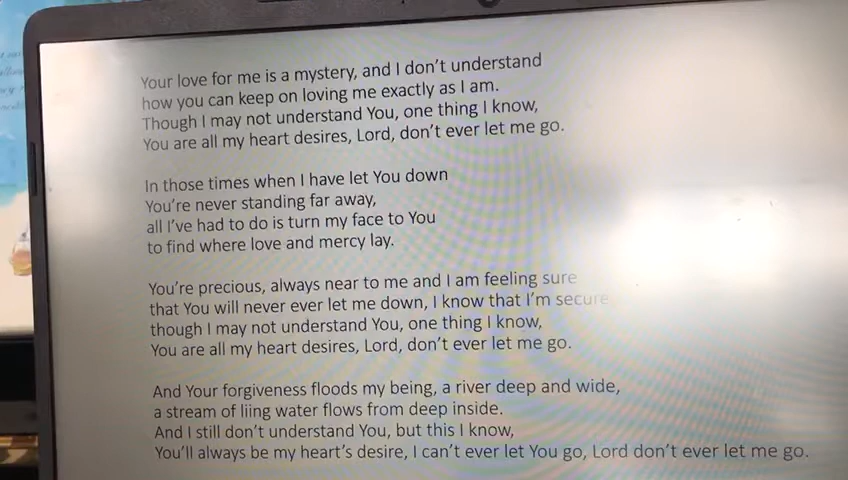 Your love for me is a mystery, and I don't understand
how you can keep on loving me exactly as I am.
Though I may not understand You, one thing I know,
You are all my heart desires, Lord, don't ever let me go.
In those times when I have let You down
You're never standing far away,
all I've had to do is turn my face to You
to find where love and mercy lay.
You're precious, always near to me and I am feeling sure
that You will never ever let me down, I know that I'm secure
though I may not understand You, one thing I know,
You are all my heart desires, Lord, don't ever let me go.
And Your forgiveness floods my being, a river deep and wide,
a stream of liing water flows from deep inside.
And I still don't understand You, but this I know,
You'll always be my heart's desire, I can't ever let You go, Lord don't ever let me go.